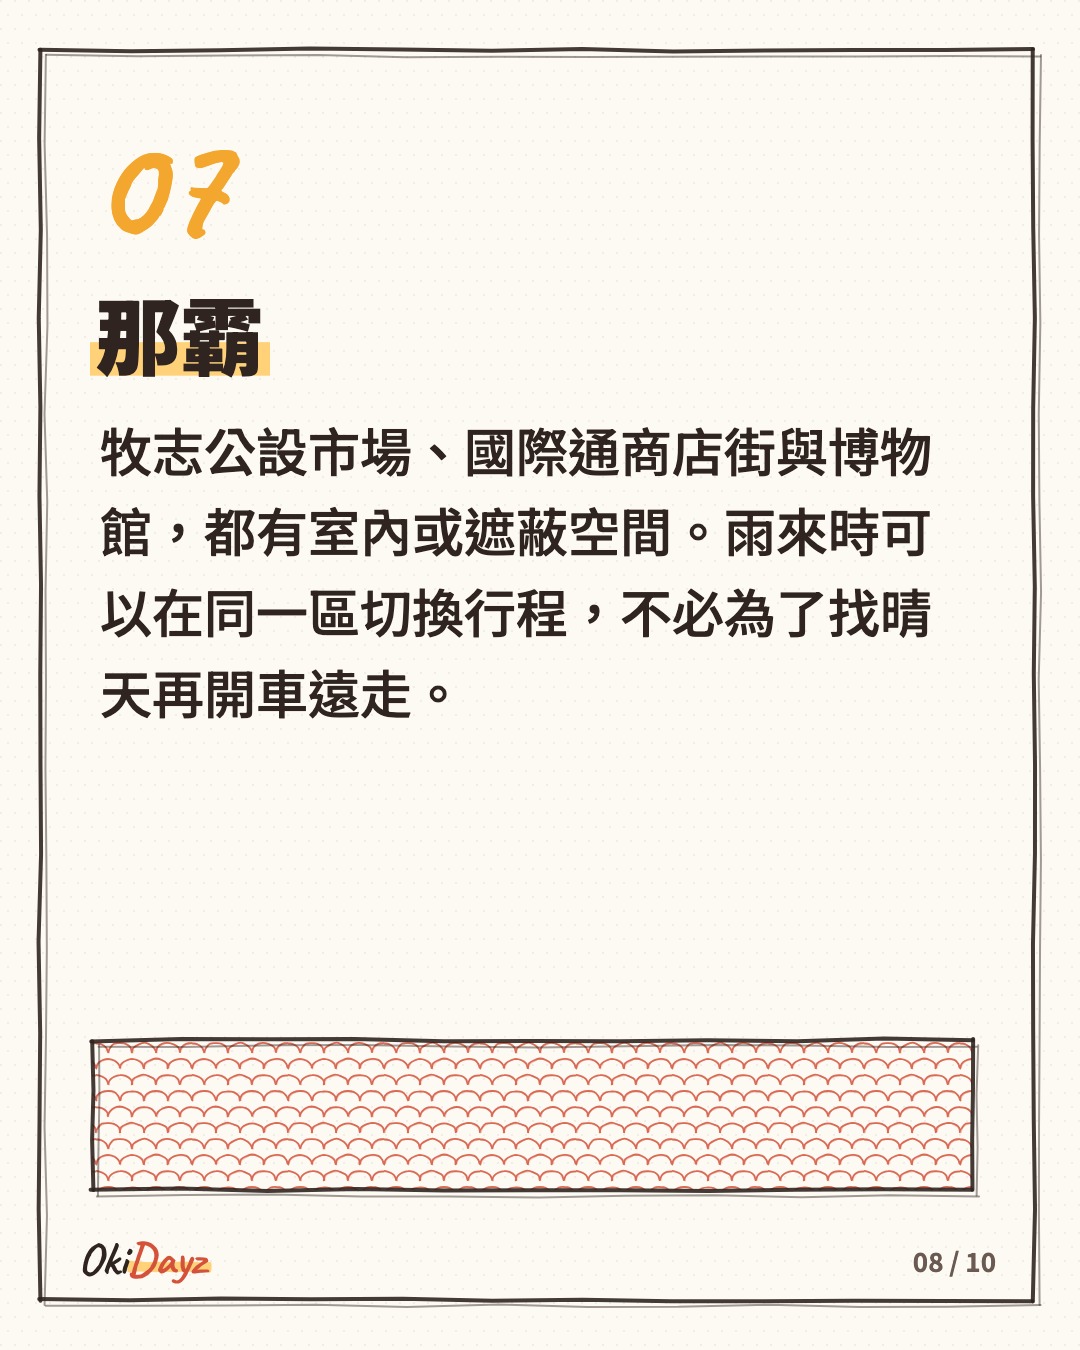 07
那霸
牧志公設市場、國際通商店街與博物
館，都有室內或遮蔽空間。雨來時可
以在同一區切換行程，不必為了找晴
天再開車遠走。
OkiDayz
08 / 10